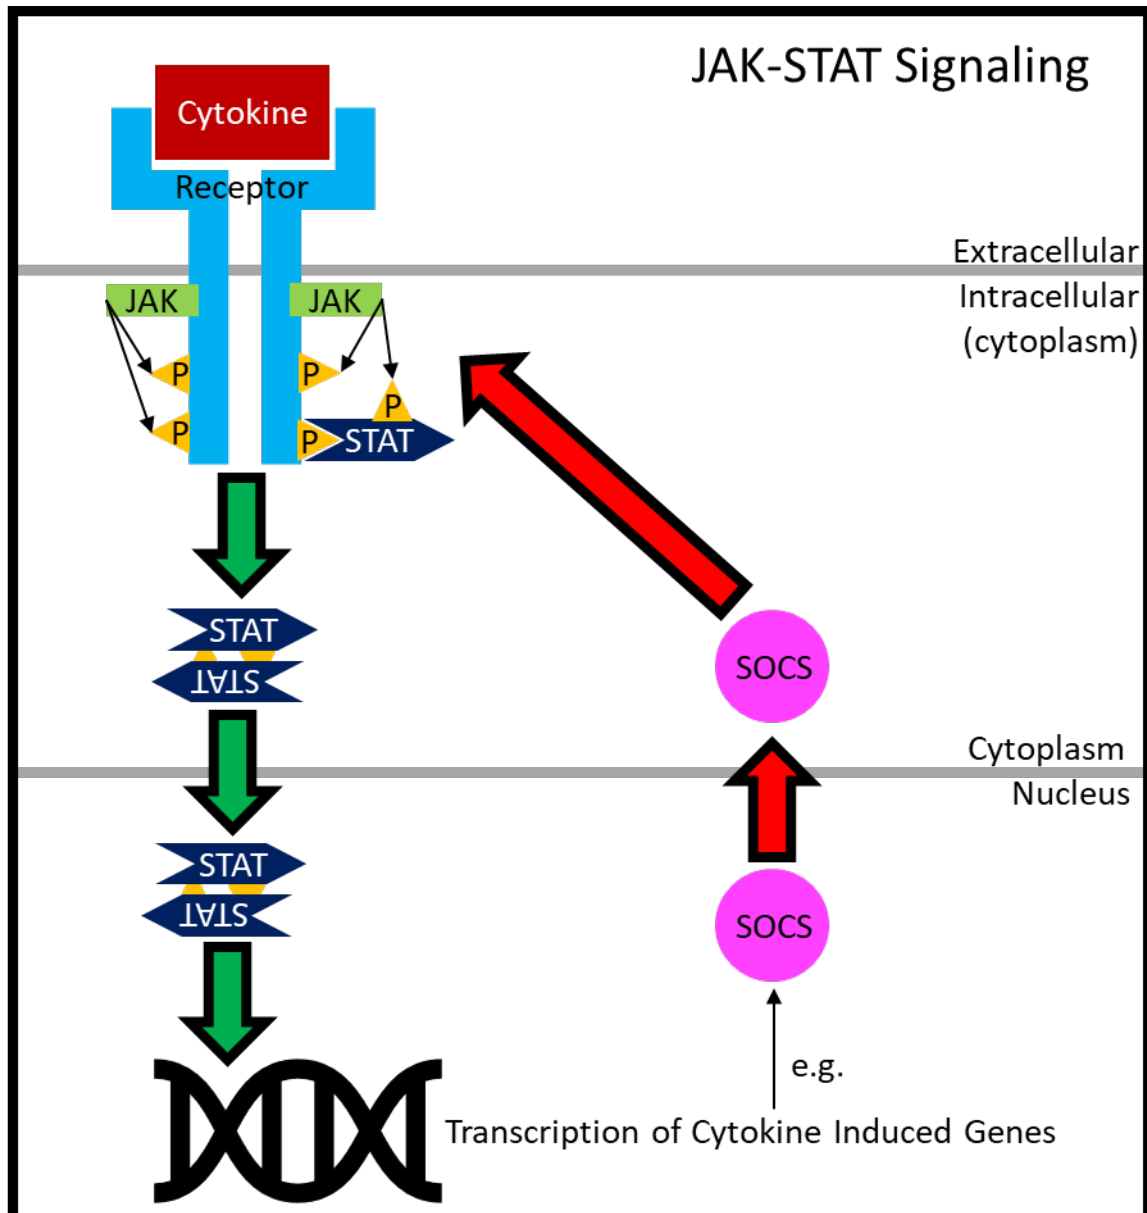 JAK-STAT Signaling
Cytokine
Receptor
Extracellular
Intracellular
(cytoplasm)
JAK
JAK
P
P
P
P
P
STAT
STAT
STAT
SOCS
Cytoplasm
Nucleus
STAT
STAT
SOCS
e.g.
Transcription of Cytokine Induced Genes